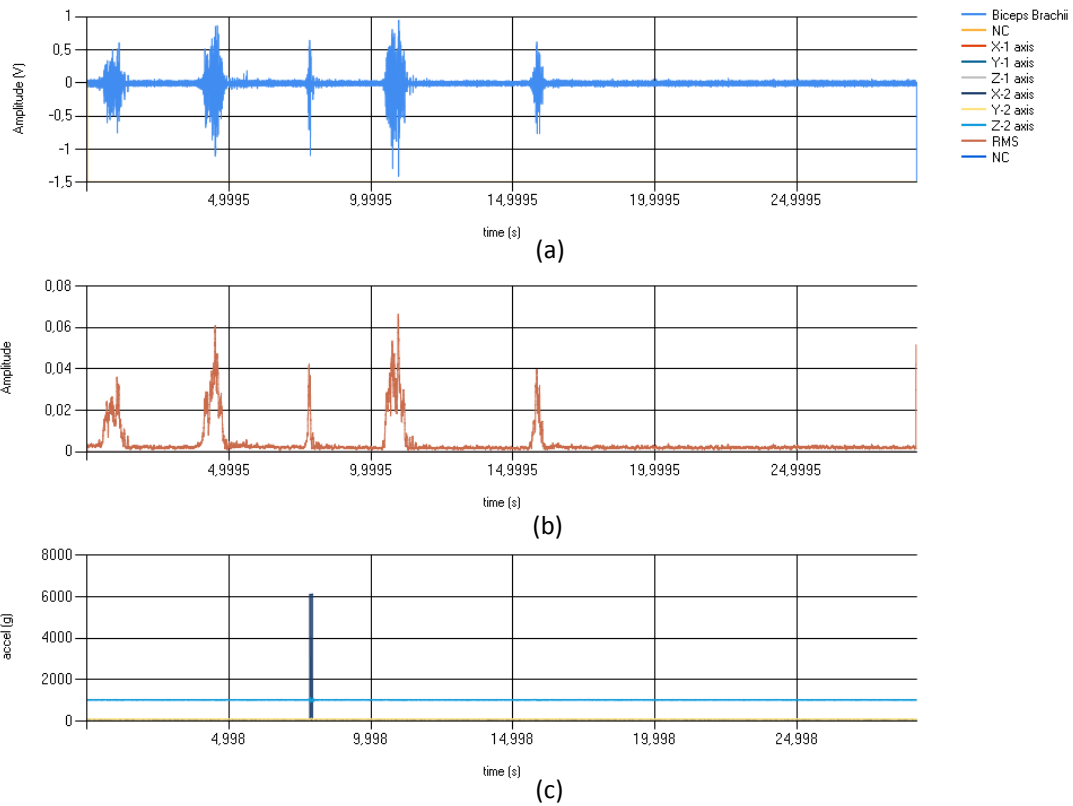 1
0,5
0
-0,5
-1
-1,5
Amplitude (V)
4,9995 9,9995 14,9995 19,9995 24,9995
time (s)
(a)
Biceps Brachii
NC
X-1 axis
Y-1 axis
Z-1 axis
X-2 axis
Y-2 axis
Z-2 axis
RMS
NC
0,08
0,06
0,04
0,02
0
Amplitude
4,9995 9,9995 14,9995 19,9995 24,9995
time (s)
(b)
8000
6000
4000
2000
0
accel (g)
4,998 9,998 14,998 19,998 24,998
time (s)
(c)